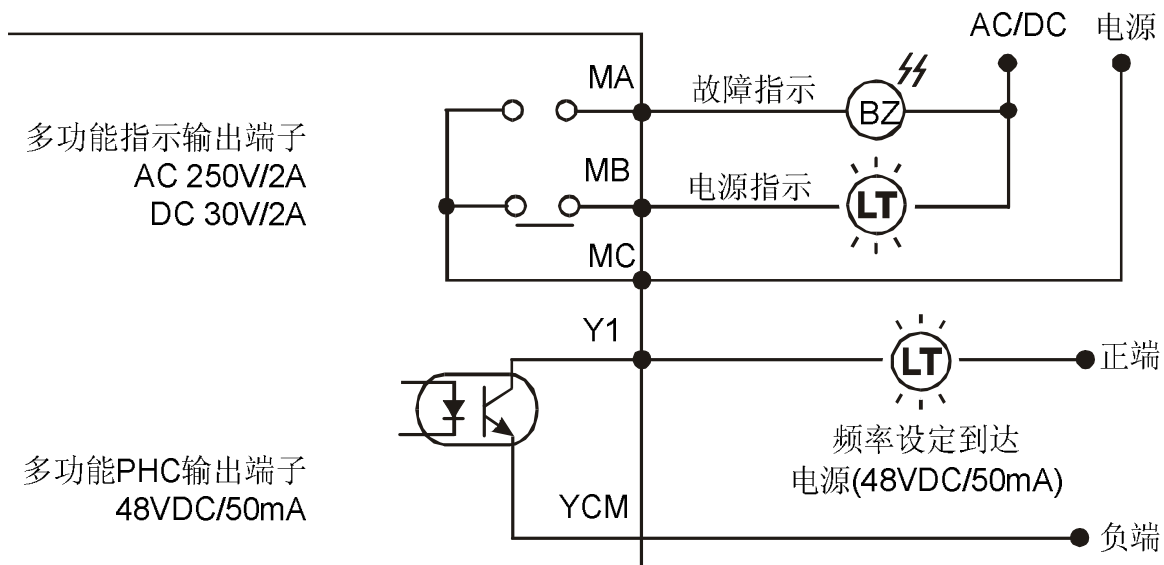 AC/DC 电源
MA 故障指示 BZ
多功能指示输出端子
AC 250V/2A
DC 30V/2A
MB 电源指示 LT
MC
Y1 LT 正端
频率设定到达
电源(48VDC/50mA)
多功能PHC输出端子
48VDC/50mA
YCM 负端